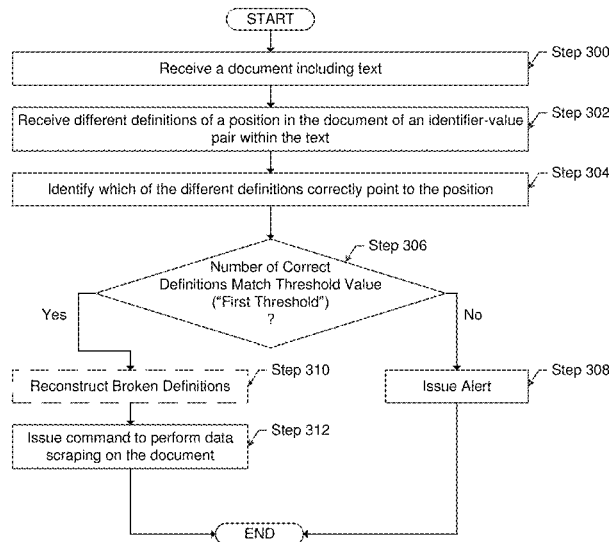 START
Step 300
Receive a document including text
Step 302
Receive different definitions of a position in the document of an identifier-value
pair within the text
Step 304
Identify which of the different definitions correctly point to the position
Step 306
Number of Correct
Definitions Match Threshold Value
("First Threshold")
?
Yes
No
Step 310
Reconstruct Broken Definitions
Step 308
Issue Alert
Step 312
Issue command to perform data
scraping on the document
END